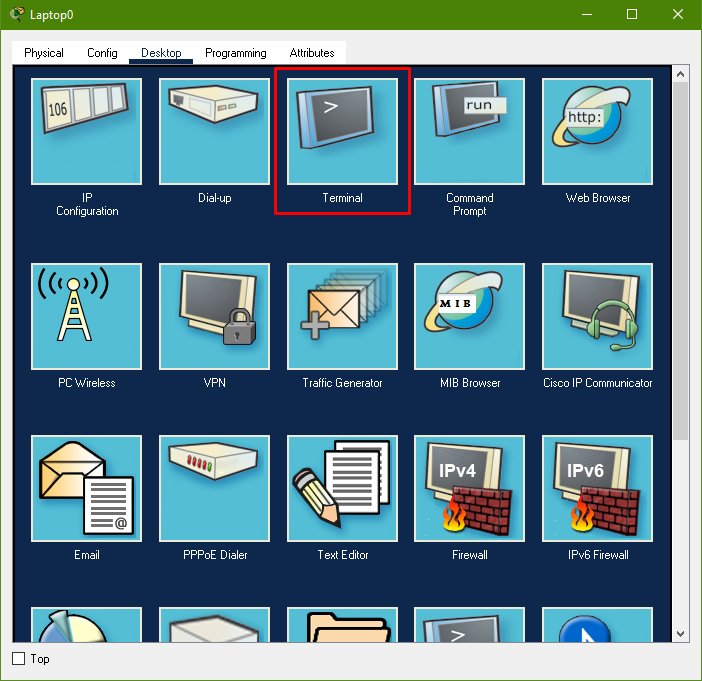 Laptop0
Physical Config Desktop Programming Attributes
106
>
run
http:
IP
Configuration
Dial-up
Terminal
Command
Prompt
Web Browser
MIB
PC Wireless
VPN
Traffic Generator
MIB Browser
Cisco IP Communicator
@
IPv4
IPv6
Email
PPPoE Dialer
Text Editor
Firewall
IPv6 Firewall
>
Top